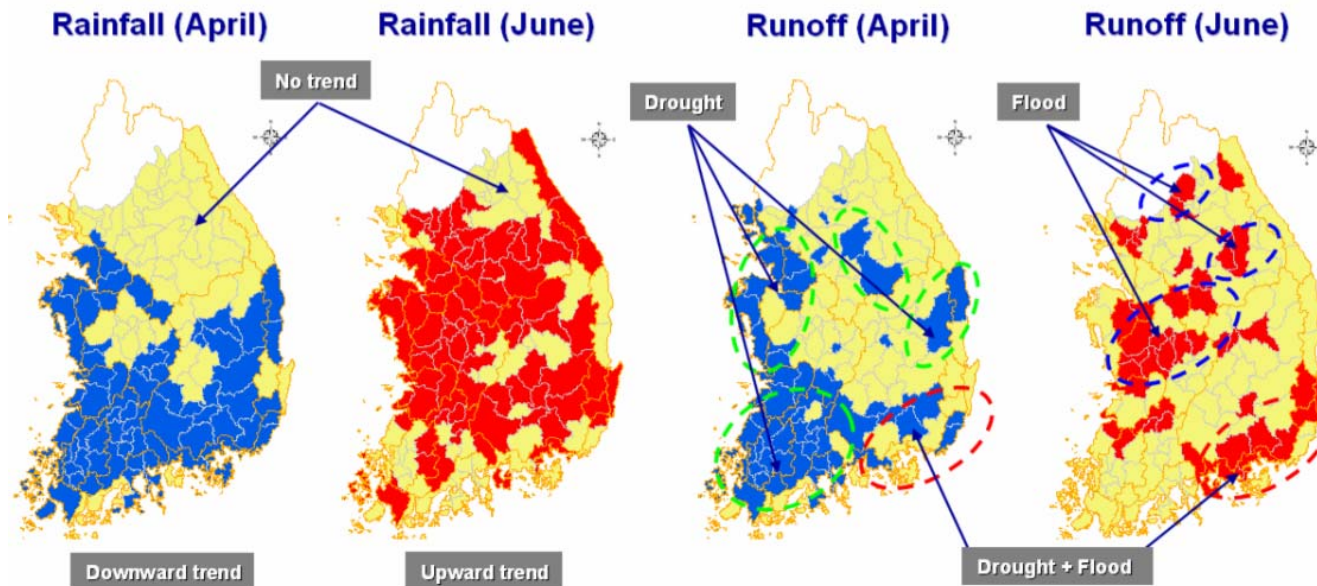 Rainfall (April)
Rainfall (June)
Runoff (April)
Runoff (June)
No trend
Drought
Flood
Downward trend
Upward trend
Drought + Flood